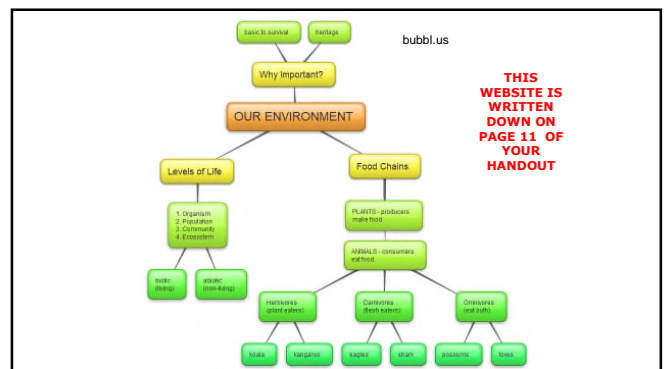 basic to survival
heritage
bubbl.us
Why Important?
THIS
WEBSITE IS
WRITTEN
DOWN ON
PAGE 11 OF
YOUR
HANDOUT
OUR ENVIRONMENT
Levels of Life
Food Chains
1. Organism
2. Population
3. Community
4. Ecosystem
PLANTS - producers
make food
ANIMALS - consumers
eat food
(living)
abiotic
(non-living)
Herbivores
(plant eaters)
Carnivores
(flesh eaters)
Omnivores
(eat both)
koala
kangaroo
eagles
shark
possums
foxes